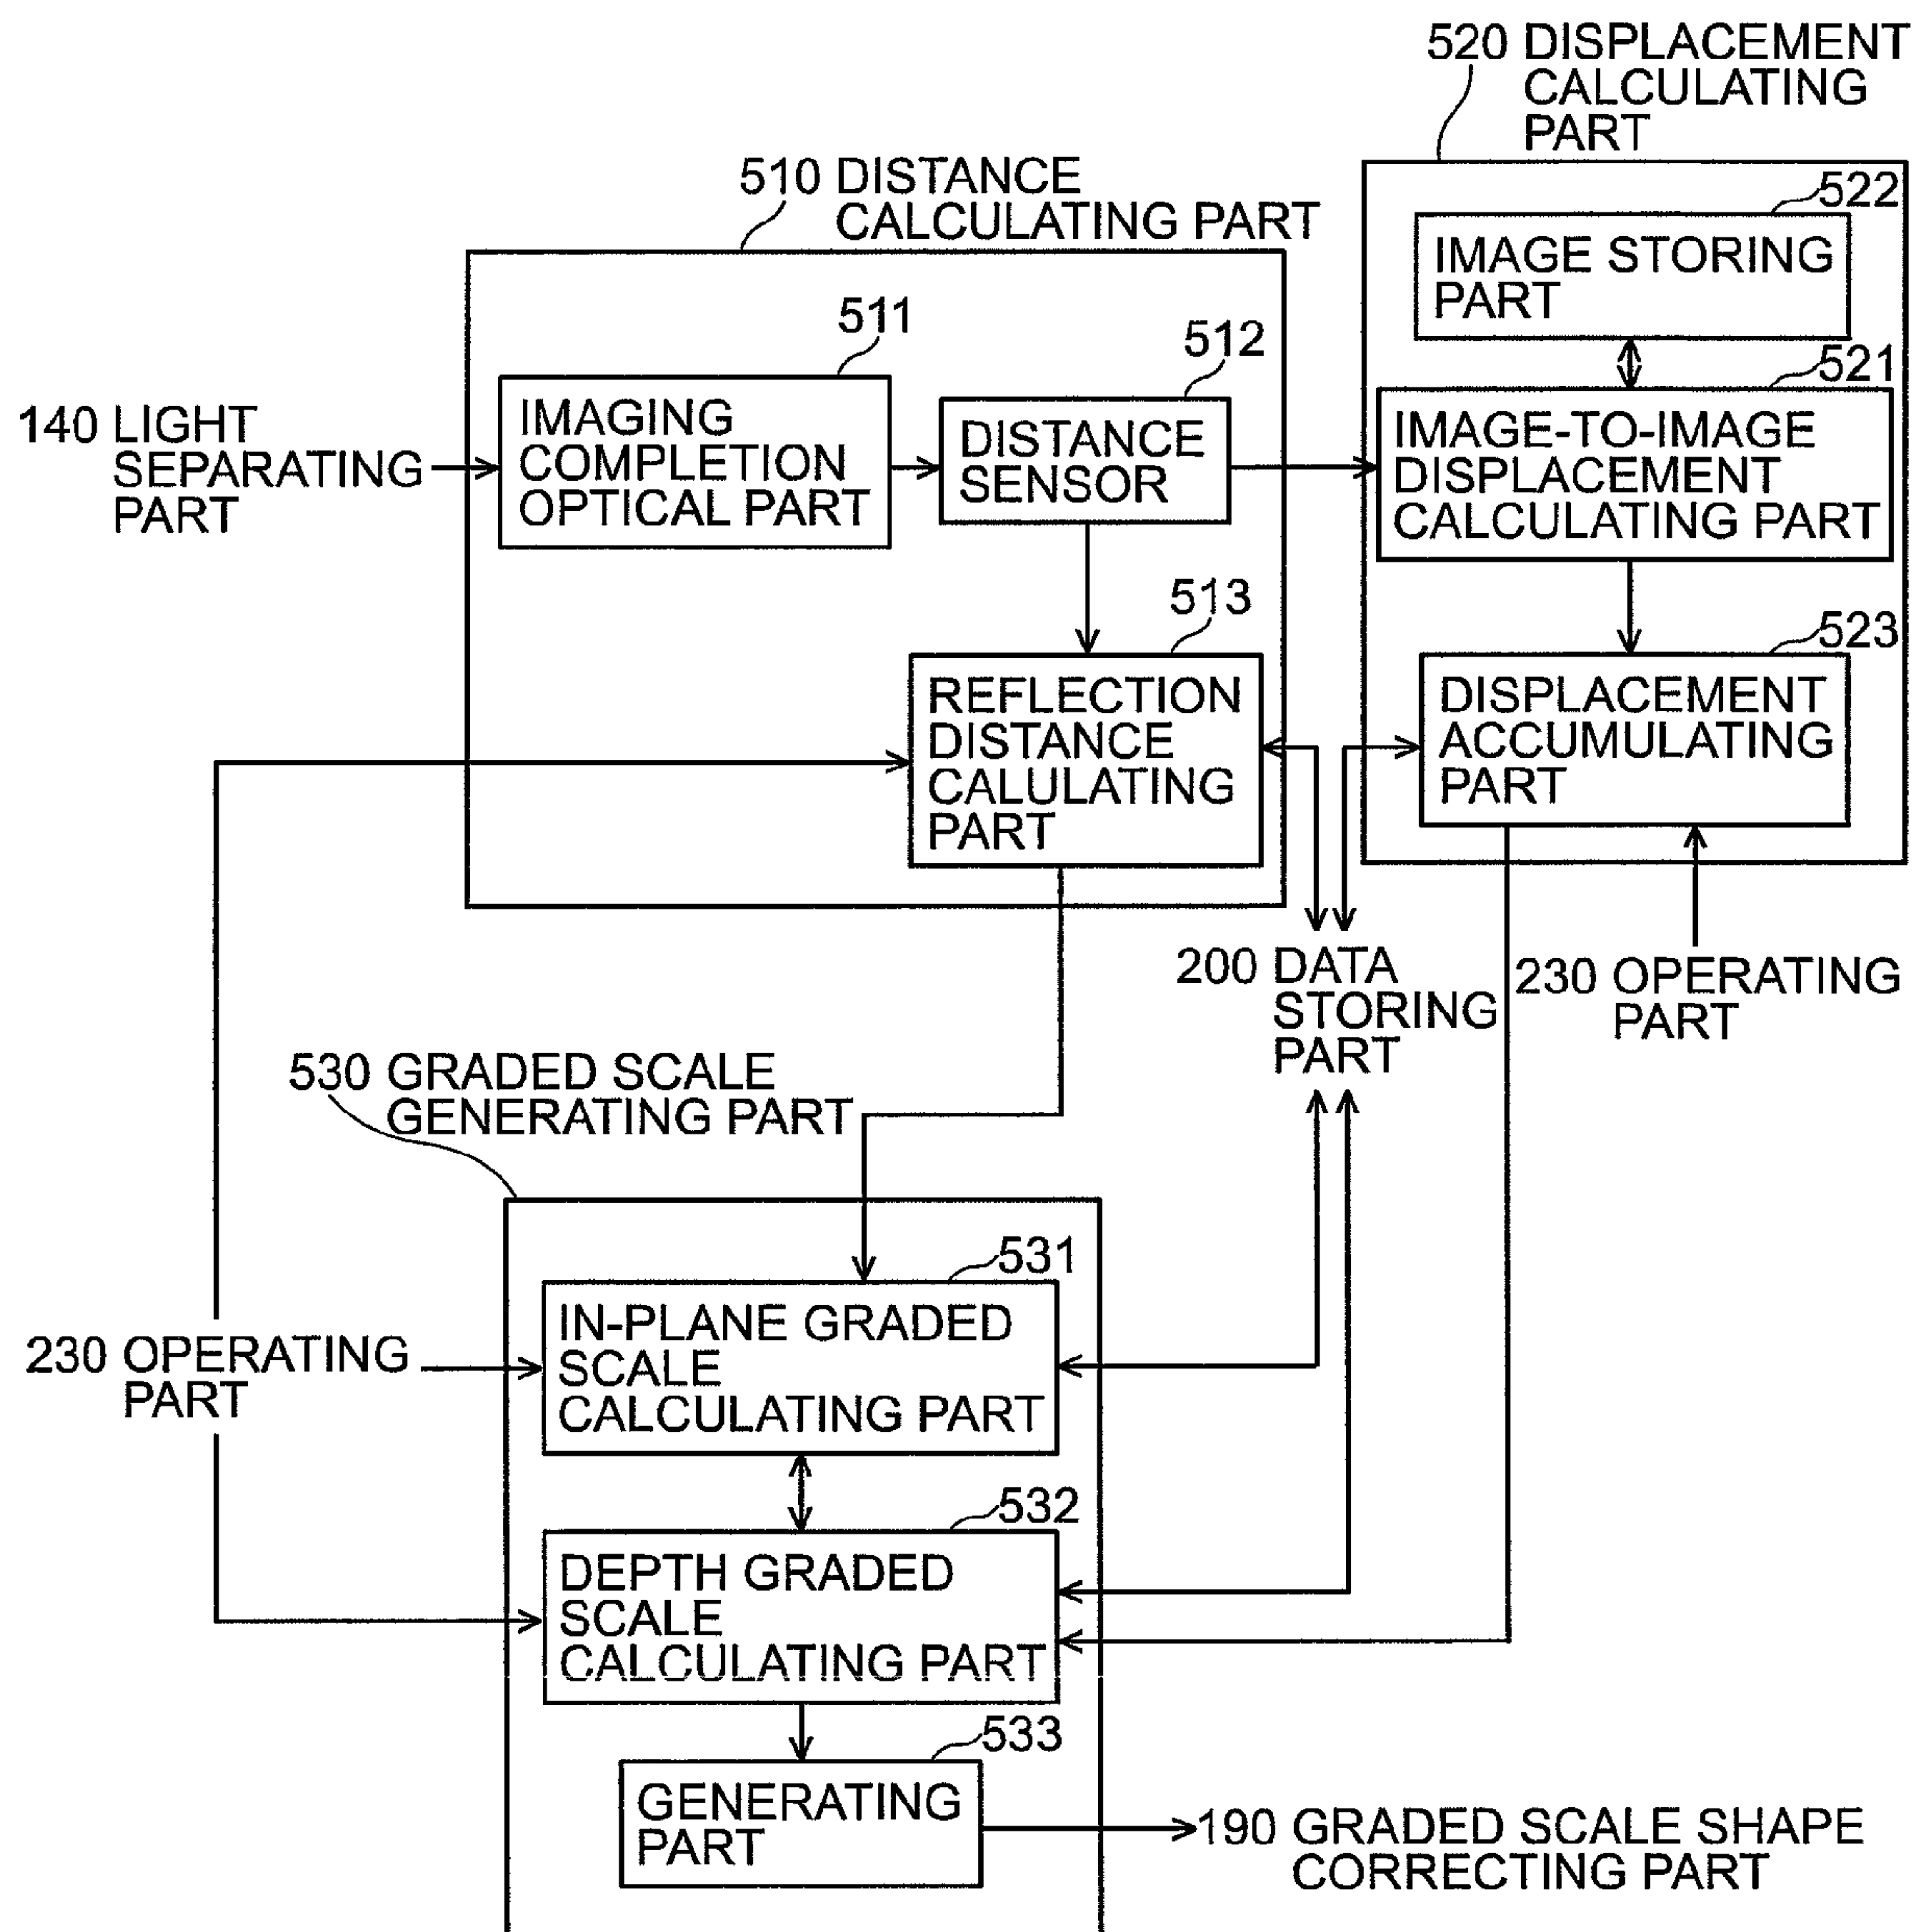 520 DISPLACEMENT
CALCULATING
PART
510 DISTANCE
CALCULATING PART
522
IMAGE STORING
PART
511
512
521
140 LIGHT
SEPARATING
PART
IMAGING
COMPLETION
OPTICAL PART
DISTANCE
SENSOR
IMAGE-TO-IMAGE
DISPLACEMENT
CALCULATING PART
513
523
REFLECTION
DISTANCE
CALULATING
PART
DISPLACEMENT
ACCUMULATING
PART
200 DATA
STORING
PART
230 OPERATING
PART
530 GRADED SCALE
GENERATING PART
531
IN-PLANE GRADED
SCALE
CALCULATING PART
230 OPERATING
PART
532
DEPTH GRADED
SCALE
CALCULATING PART
533
GENERATING
PART
190 GRADED SCALE SHAPE
CORRECTING PART